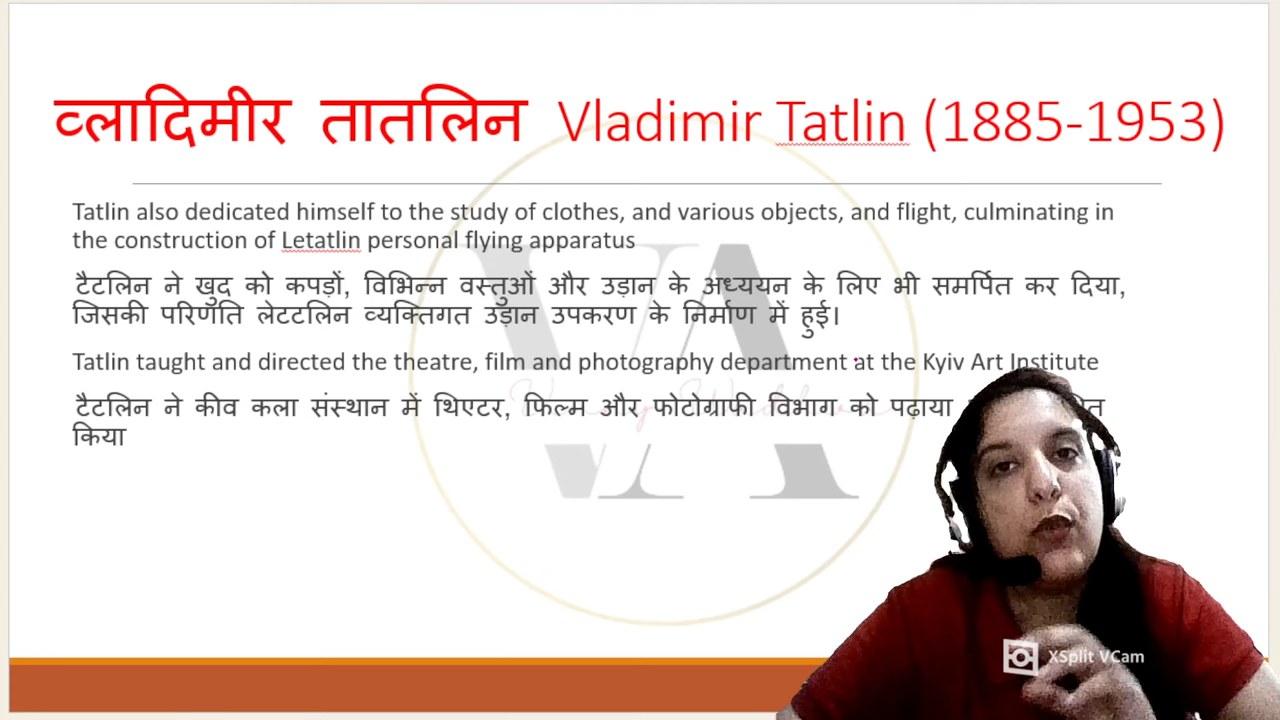 व्लादिमीर तातलिन Vladimir Tatlin (1885-1953)
Tatlin also dedicated himself to the study of clothes, and various objects, and flight, culminating in
the construction of Letatlin personal flying apparatus
टैटलिन ने खुद को कपड़ों, विभिन्न वस्तुओं और उड़ान के अध्ययन के लिए भी समर्पित कर दिया,
जिसकी परिणति लेटटलिन व्यक्तिगत उड़ान उपकरण के निर्माण में हुई।
Tatlin taught and directed the theatre, film and photography department at the Kyiv Art Institute
टैटलिन ने कीव कला संस्थान में थिएटर, फिल्म और फोटोग्राफी विभाग को पढ़ाया
किया
VA
XSplit VCam